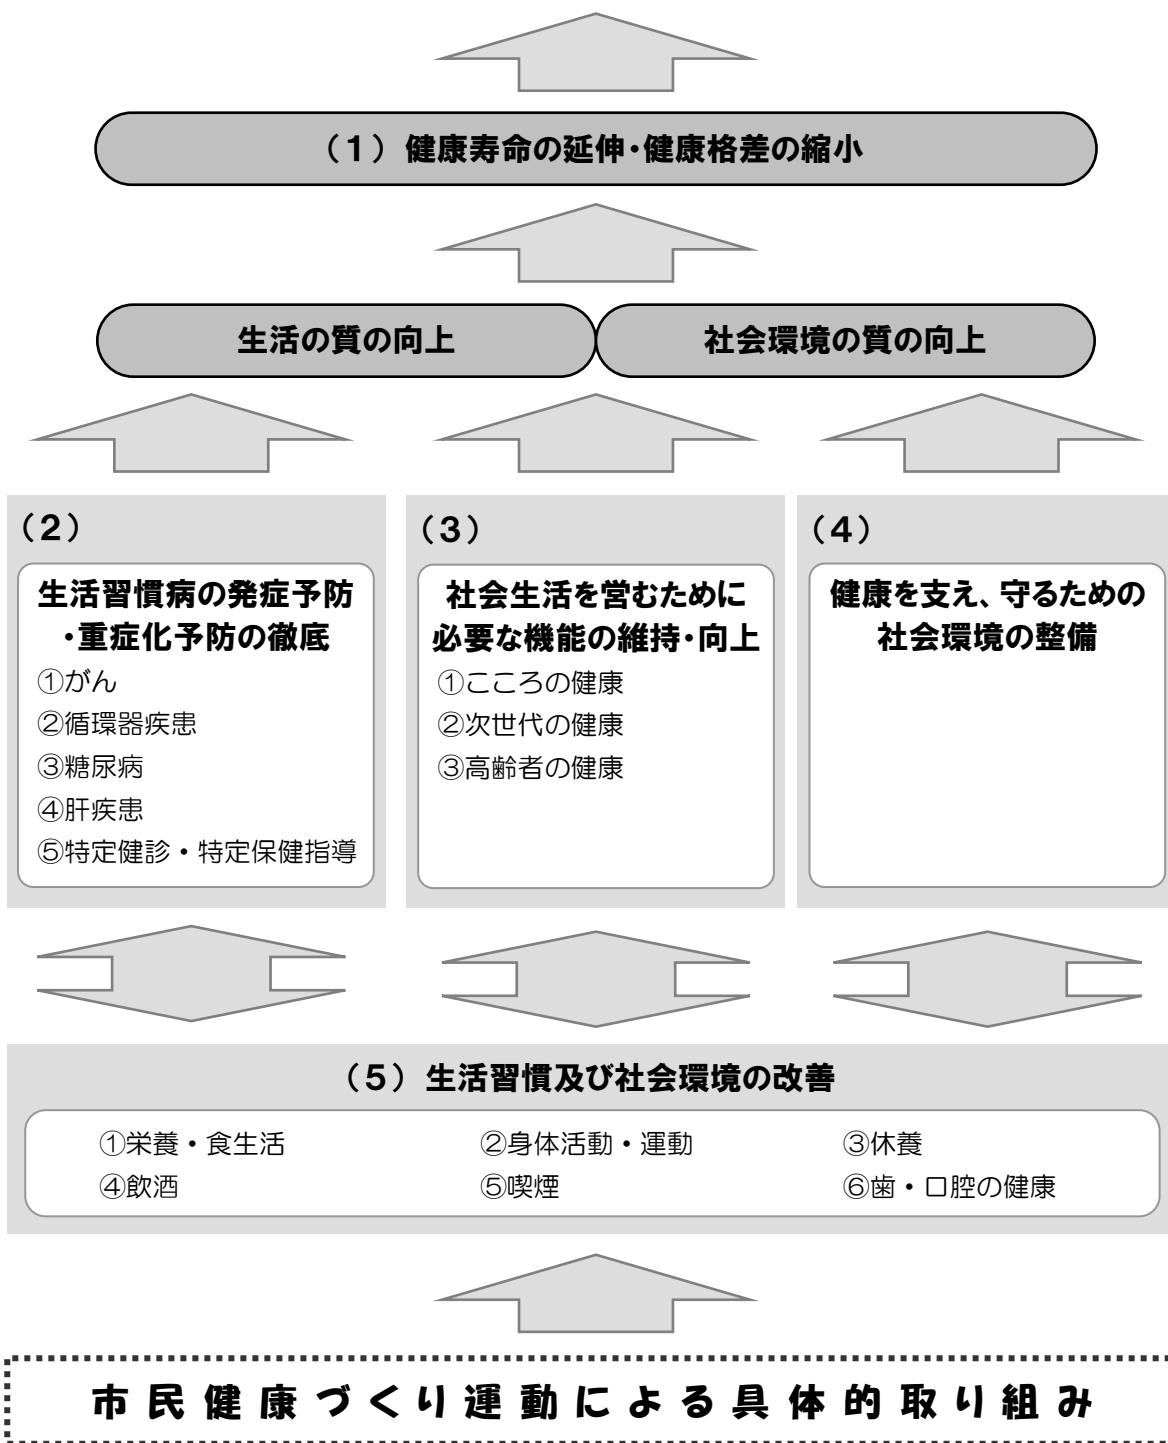 (1)健康寿命の延伸・健康格差の縮小
生活の質の向上
社会環境の質の向上
(2)
生活習慣病の発症予防
・重症化予防の徹底
①がん
②循環器疾患
③糖尿病
④肝疾患
⑤特定健診・特定保健指導
(3)
社会生活を営むために
必要な機能の維持・向上
①こころの健康
②次世代の健康
③高齢者の健康
(4)
健康を支え、守るための
社会環境の整備
(5)生活習慣及び社会環境の改善
①栄養・食生活 ②身体活動・運動 ③休養
④飲酒 ⑤喫煙 ⑥歯・口腔の健康
市民健康づくり運動による具体的取り組み